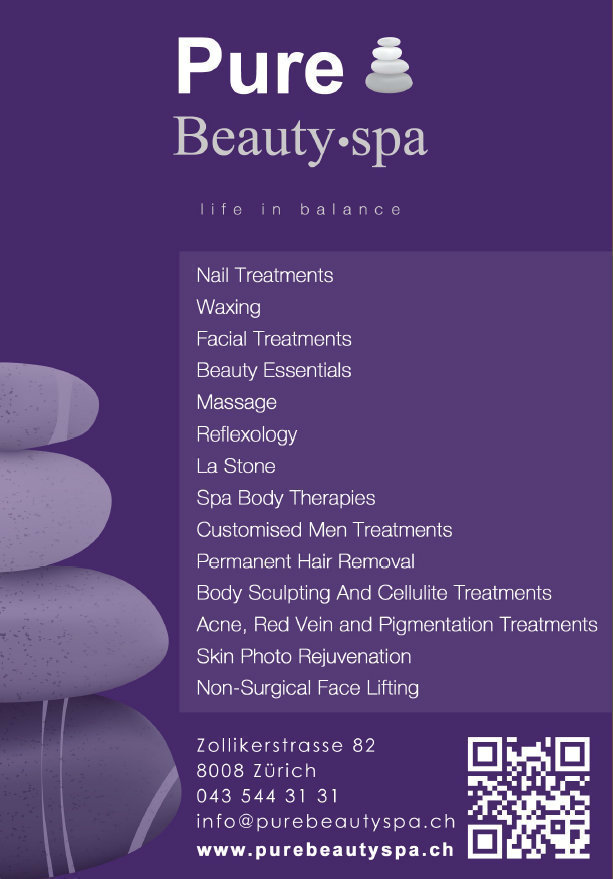 Pure
Beauty·spa
life in balance
Nail Treatments
Waxing
Facial Treatments
Beauty Essentials
Massage
Reflexology
La Stone
Spa Body Therapies
Customised Men Treatments
Permanent Hair Removal
Body Sculpting And Cellulite Treatments
Acne, Red Vein and Pigmentation Treatments
Skin Photo Rejuvenation
Non-Surgical Face Lifting
Zollikerstrasse 82
8008 Zürich
043 544 31 31
info@purebeautyspa.ch
www.purebeautyspa.ch